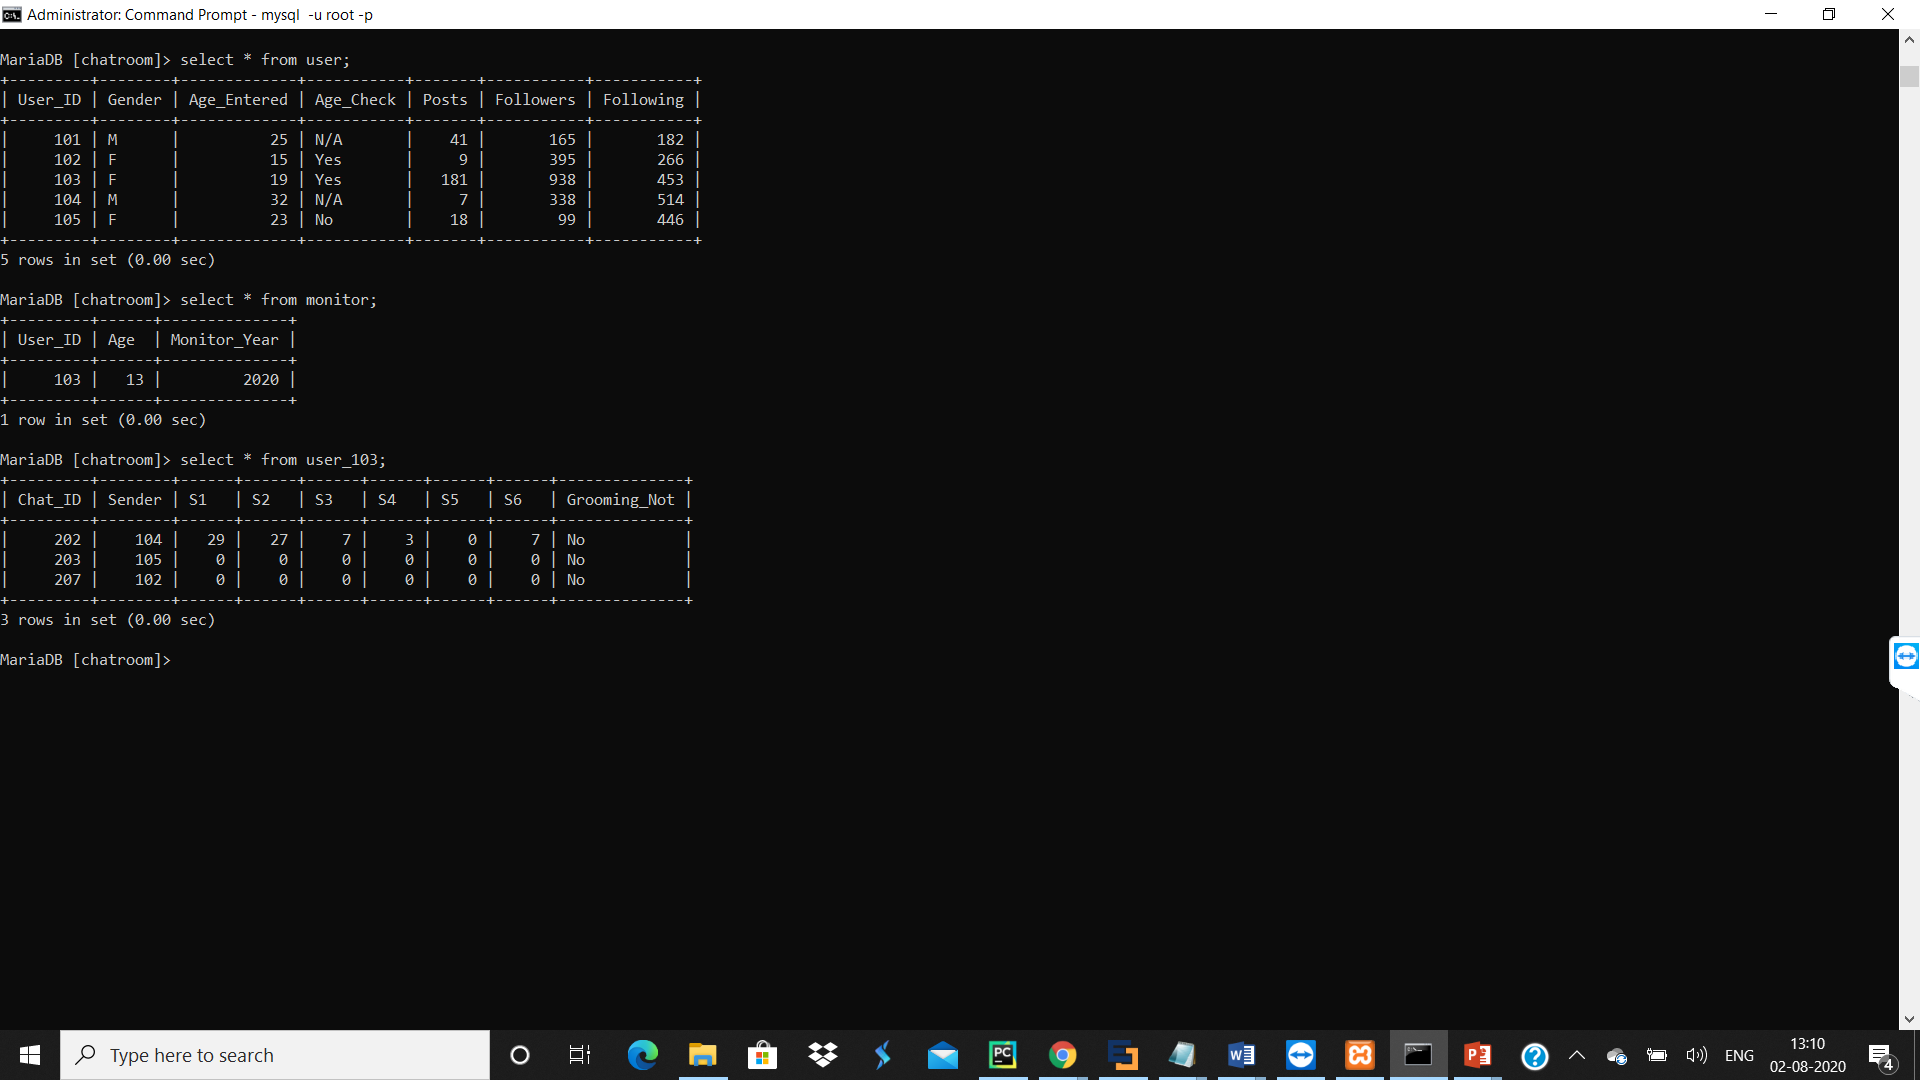 Administrator: Command Prompt - mysql  -u root -p
MariaDB [chatroom]> select * from user;
+---------+--------+-------------+-----------+-------+-----------+-----------+
| User_ID | Gender | Age_Entered | Age_Check | Posts | Followers | Following |
+---------+--------+-------------+-----------+-------+-----------+-----------+
|     101 | M      |          25 | N/A       |    41 |       165 |       182 |
|     102 | F      |          15 | Yes       |     9 |       395 |       266 |
|     103 | F      |          19 | Yes       |   181 |       938 |       453 |
|     104 | M      |          32 | N/A       |     7 |       338 |       514 |
|     105 | F      |          23 | No        |    18 |        99 |       446 |
+---------+--------+-------------+-----------+-------+-----------+-----------+
5 rows in set (0.00 sec)
MariaDB [chatroom]> select * from monitor;
+---------+------+--------------+
| User_ID | Age  | Monitor_Year |
+---------+------+--------------+
|     103 |   13 |         2020 |
+---------+------+--------------+
1 row in set (0.00 sec)
MariaDB [chatroom]> select * from user_103;
+---------+--------+------+------+------+------+------+------+--------------+
| Chat_ID | Sender | S1   | S2   | S3   | S4   | S5   | S6   | Grooming_Not |
+---------+--------+------+------+------+------+------+------+--------------+
|     202 |    104 |   29 |   27 |    7 |    3 |    0 |    7 | No           |
|     203 |    105 |    0 |    0 |    0 |    0 |    0 |    0 | No           |
|     207 |    102 |    0 |    0 |    0 |    0 |    0 |    0 | No           |
+---------+--------+------+------+------+------+------+------+--------------+
3 rows in set (0.00 sec)
MariaDB [chatroom]>
Type here to search
ENG
13:10
02-08-2020
4